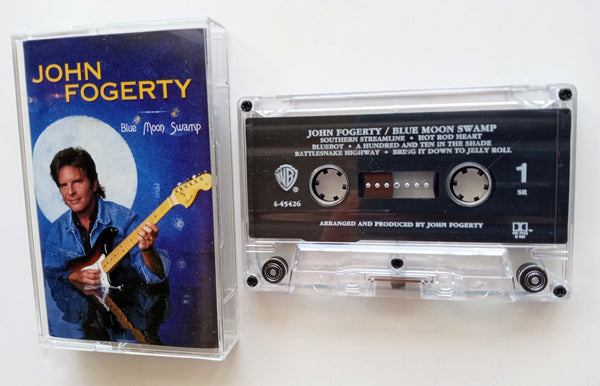 JOHN
FOGERTY
Blue Moon Swamp
JOHN FOGERTY / BLUE MOON SWAMP
SOUTHERN STREAMLINE • HOT ROD HEART
BLUEBOY • A HUNDRED AND TEN IN THE SHADE
RATTLESNAKE HIGHWAY • BRING IT DOWN TO JELLY ROLL
WB
1
SR
4-45426
ARRANGED AND PRODUCED BY JOHN FOGERTY